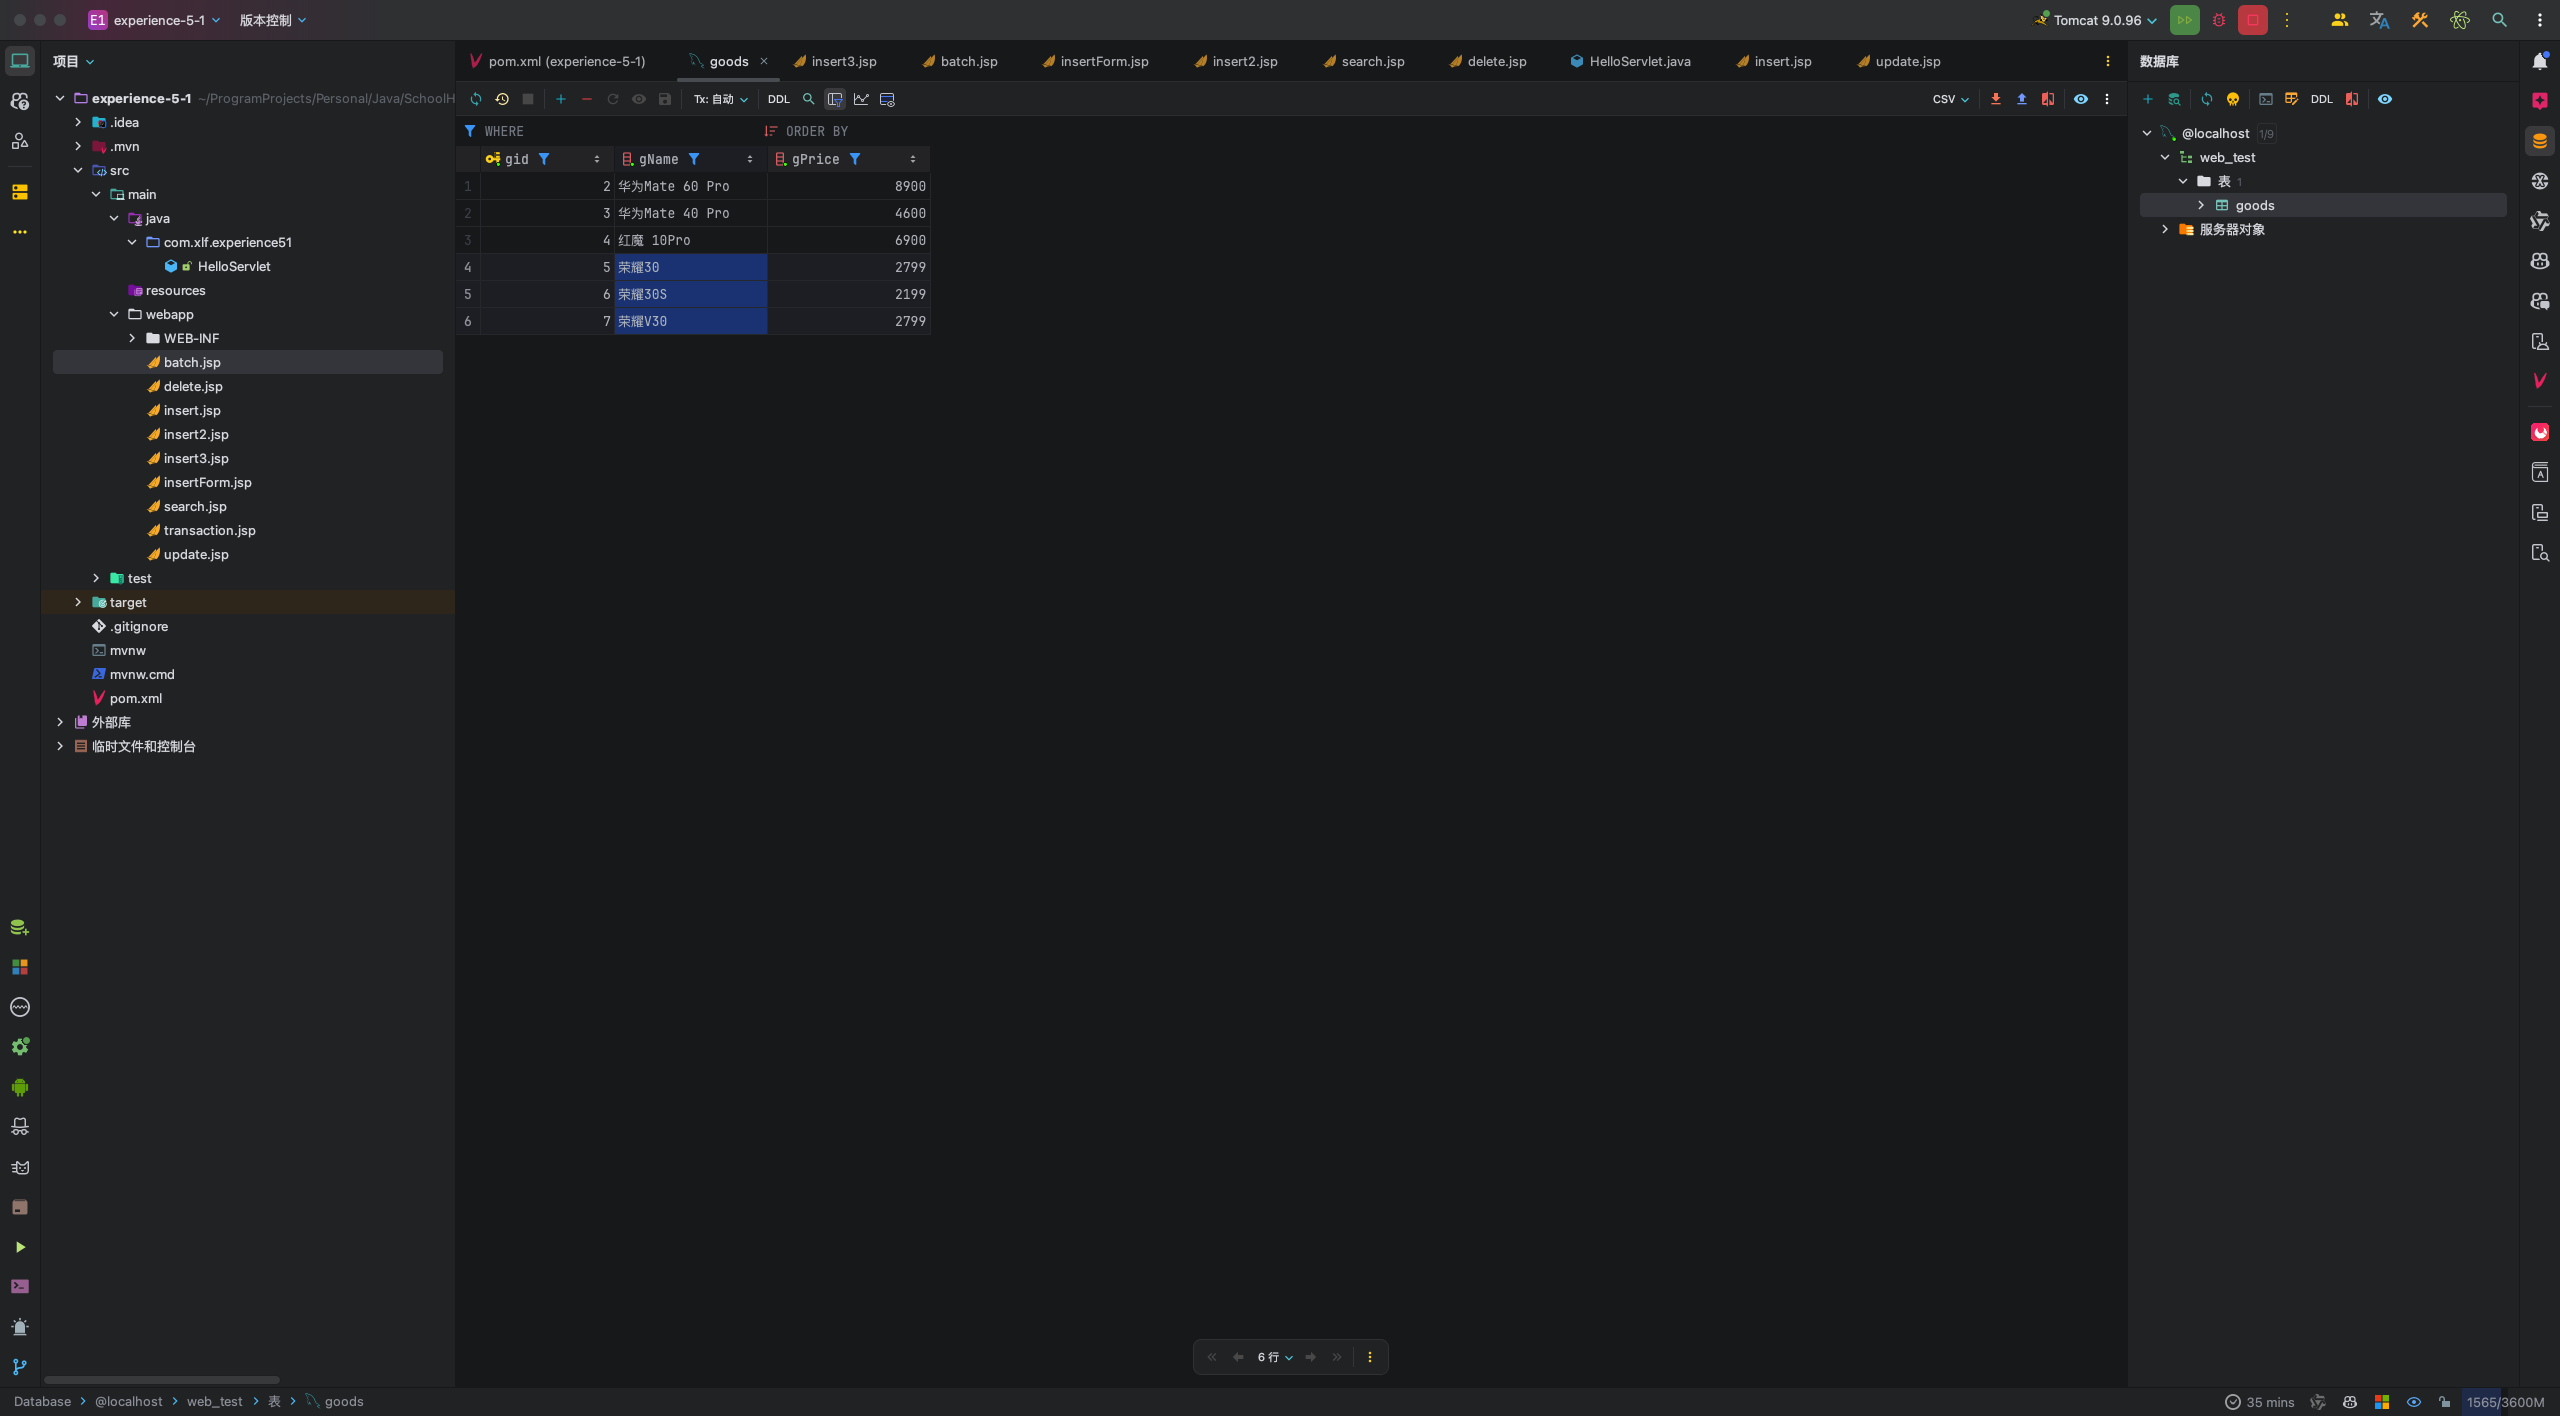 E1 experience-5-1 版本控制 Tomcat 9.0.96
项目
experience-5-1 ~/ProgramProjects/Personal/Java/SchoolH
.idea
.mvn
src
main
java
com.xlf.experience51
HelloServlet
resources
webapp
WEB-INF
batch.jsp
delete.jsp
insert.jsp
insert2.jsp
insert3.jsp
insertForm.jsp
search.jsp
transaction.jsp
update.jsp
test
target
.gitignore
mvnw
mvnw.cmd
pom.xml
外部库
临时文件和控制台
pom.xml (experience-5-1) goods insert3.jsp batch.jsp insertForm.jsp insert2.jsp search.jsp delete.jsp HelloServlet.java insert.jsp update.jsp
Tx: 自动 DDL CSV
WHERE ORDER BY
gid gName gPrice
1 2 华为Mate 60 Pro 8900
2 3 华为Mate 40 Pro 4600
3 4 红魔 10Pro 6900
4 5 荣耀30 2799
5 6 荣耀30S 2199
6 7 荣耀V30 2799
6 行
数据库
DDL
@localhost 1/9
web_test
表 1
goods
服务器对象
Database @localhost web_test 表 goods
35 mins 1565/3600M